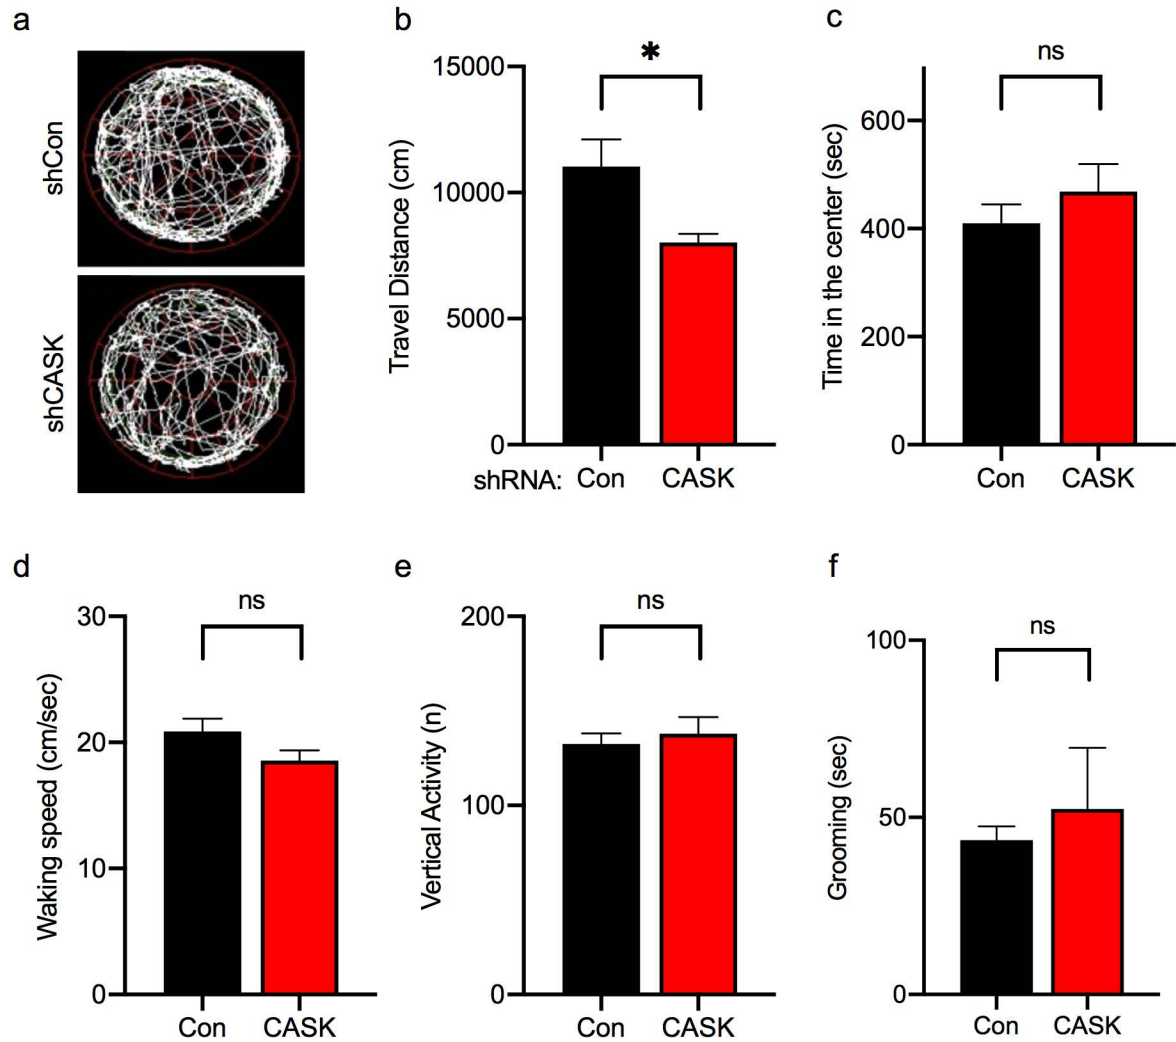 a
shCon
shCASK
b
*
15000
10000
5000
0
Travel Distance (cm)
shRNA: Con CASK
c
ns
600
400
200
0
Time in the center (sec)
Con CASK
d
ns
30
20
10
0
Waking speed (cm/sec)
Con CASK
e
ns
200
100
0
Vertical Activity (n)
Con CASK
f
ns
100
50
0
Grooming (sec)
Con CASK